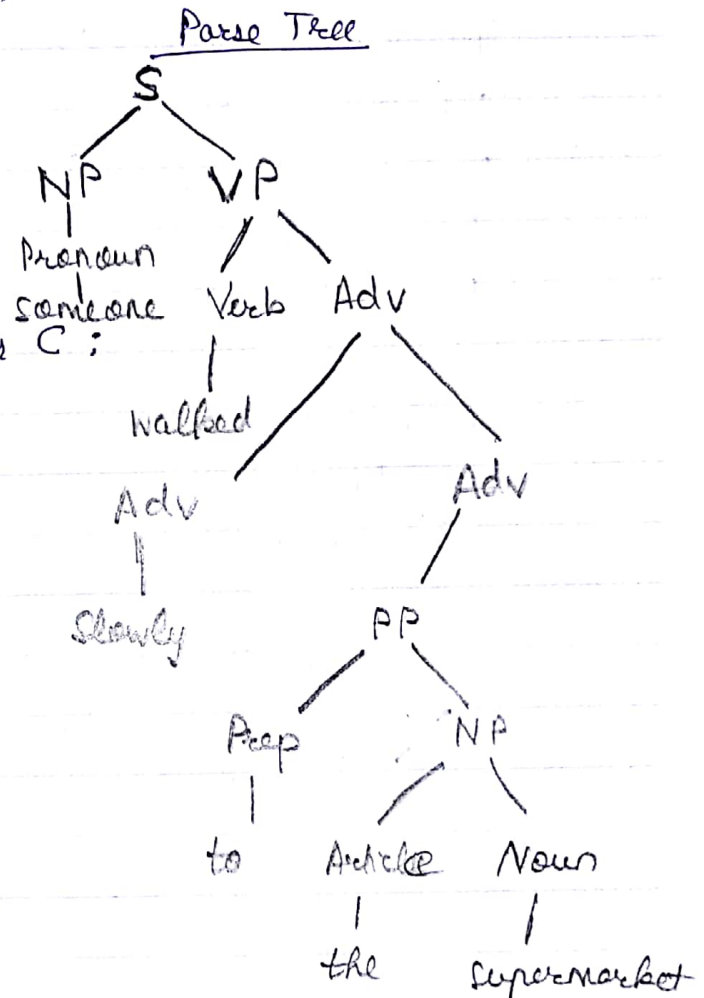 Parse Tree
S
NP VP
Pronoun
someone Verb Adv
C :
walked
Adv Adv
Slowly
PP
Prep NP
to Article Noun
the supermarket